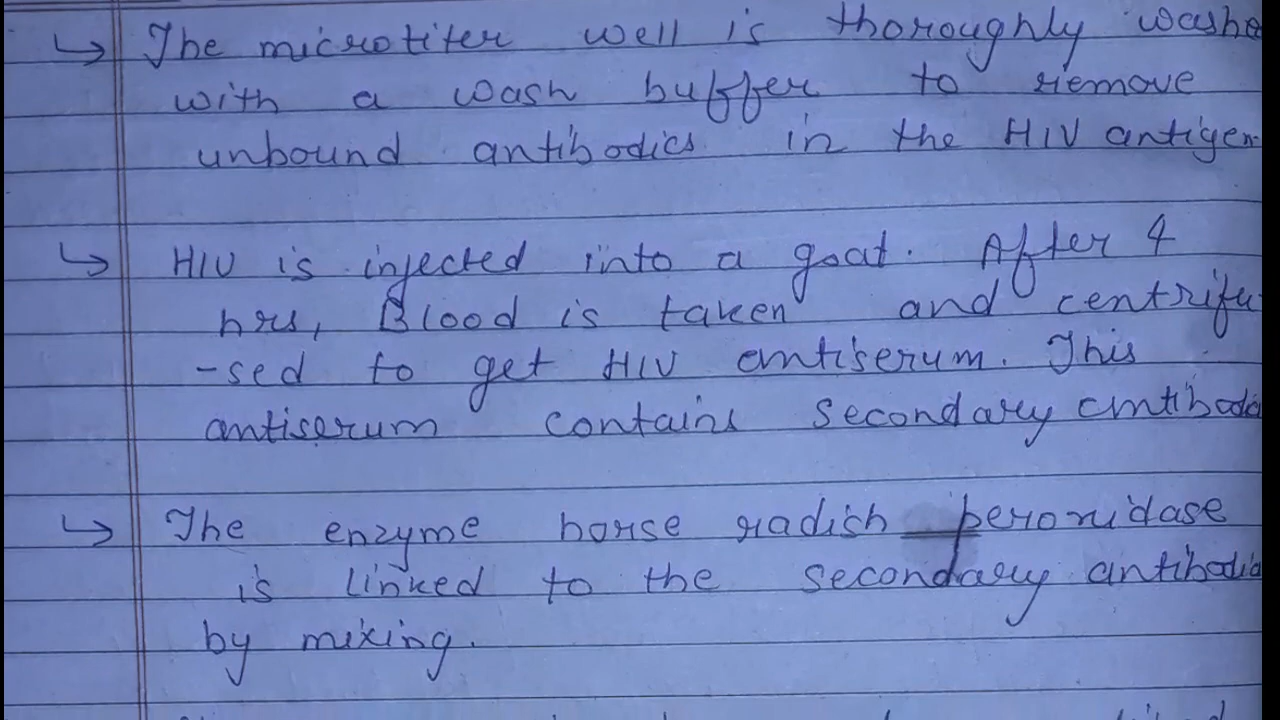 ↳ The microtiter well is thoroughly washe
with a wash buffer to remove
unbound antibodies in the HIV antigen
↳ HIV is injected into a goat. After 4
hrs, Blood is taken and centrifu
-sed to get HIV antiserum. This
antiserum contains secondary antibodie
↳ The enzyme horse radish peroxidase
is linked to the secondary antibodie
by mixing.